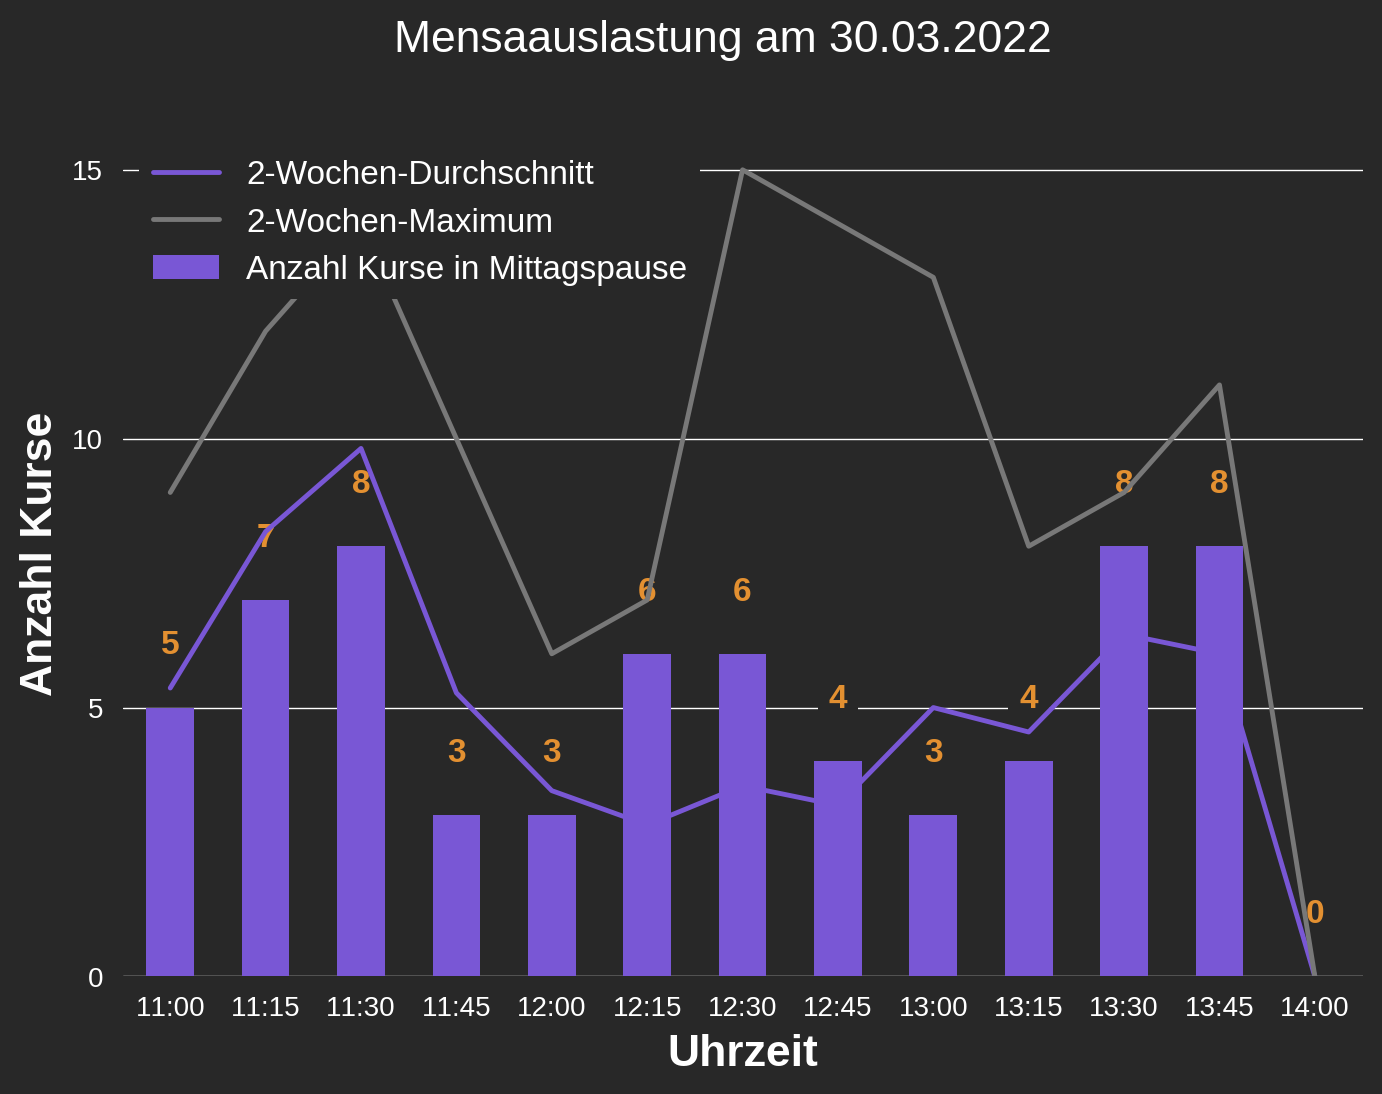 Mensaauslastung am 30.03.2022
2-Wochen-Durchschnitt
2-Wochen-Maximum
Anzahl Kurse in Mittagspause
Anzahl Kurse
15
10
5
0
5
7
8
3
3
6
6
4
3
4
8
8
0
11:00 11:15 11:30 11:45 12:00 12:15 12:30 12:45 13:00 13:15 13:30 13:45 14:00
Uhrzeit